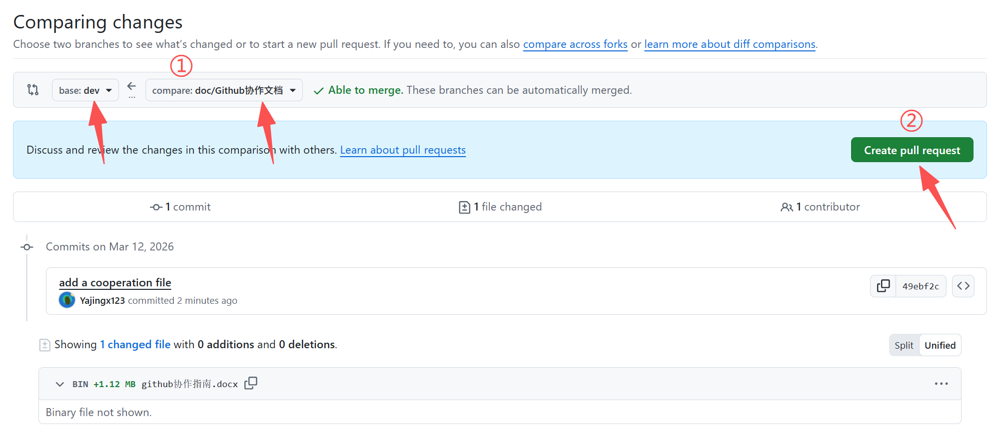 Comparing changes
Choose two branches to see what’s changed or to start a new pull request. If you need to, you can also compare across forks or learn more about diff comparisons.
①
base: dev ← ... compare: doc/Github协作文档 ✓ Able to merge. These branches can be automatically merged.
②
Discuss and review the changes in this comparison with others. Learn about pull requests
Create pull request
1 commit
1 file changed
1 contributor
Commits on Mar 12, 2026
add a cooperation file
Yajingx123 committed 2 minutes ago
49ebf2c
Showing 1 changed file with 0 additions and 0 deletions.
Split Unified
BIN +1.12 MB github协作指南.docx
Binary file not shown.